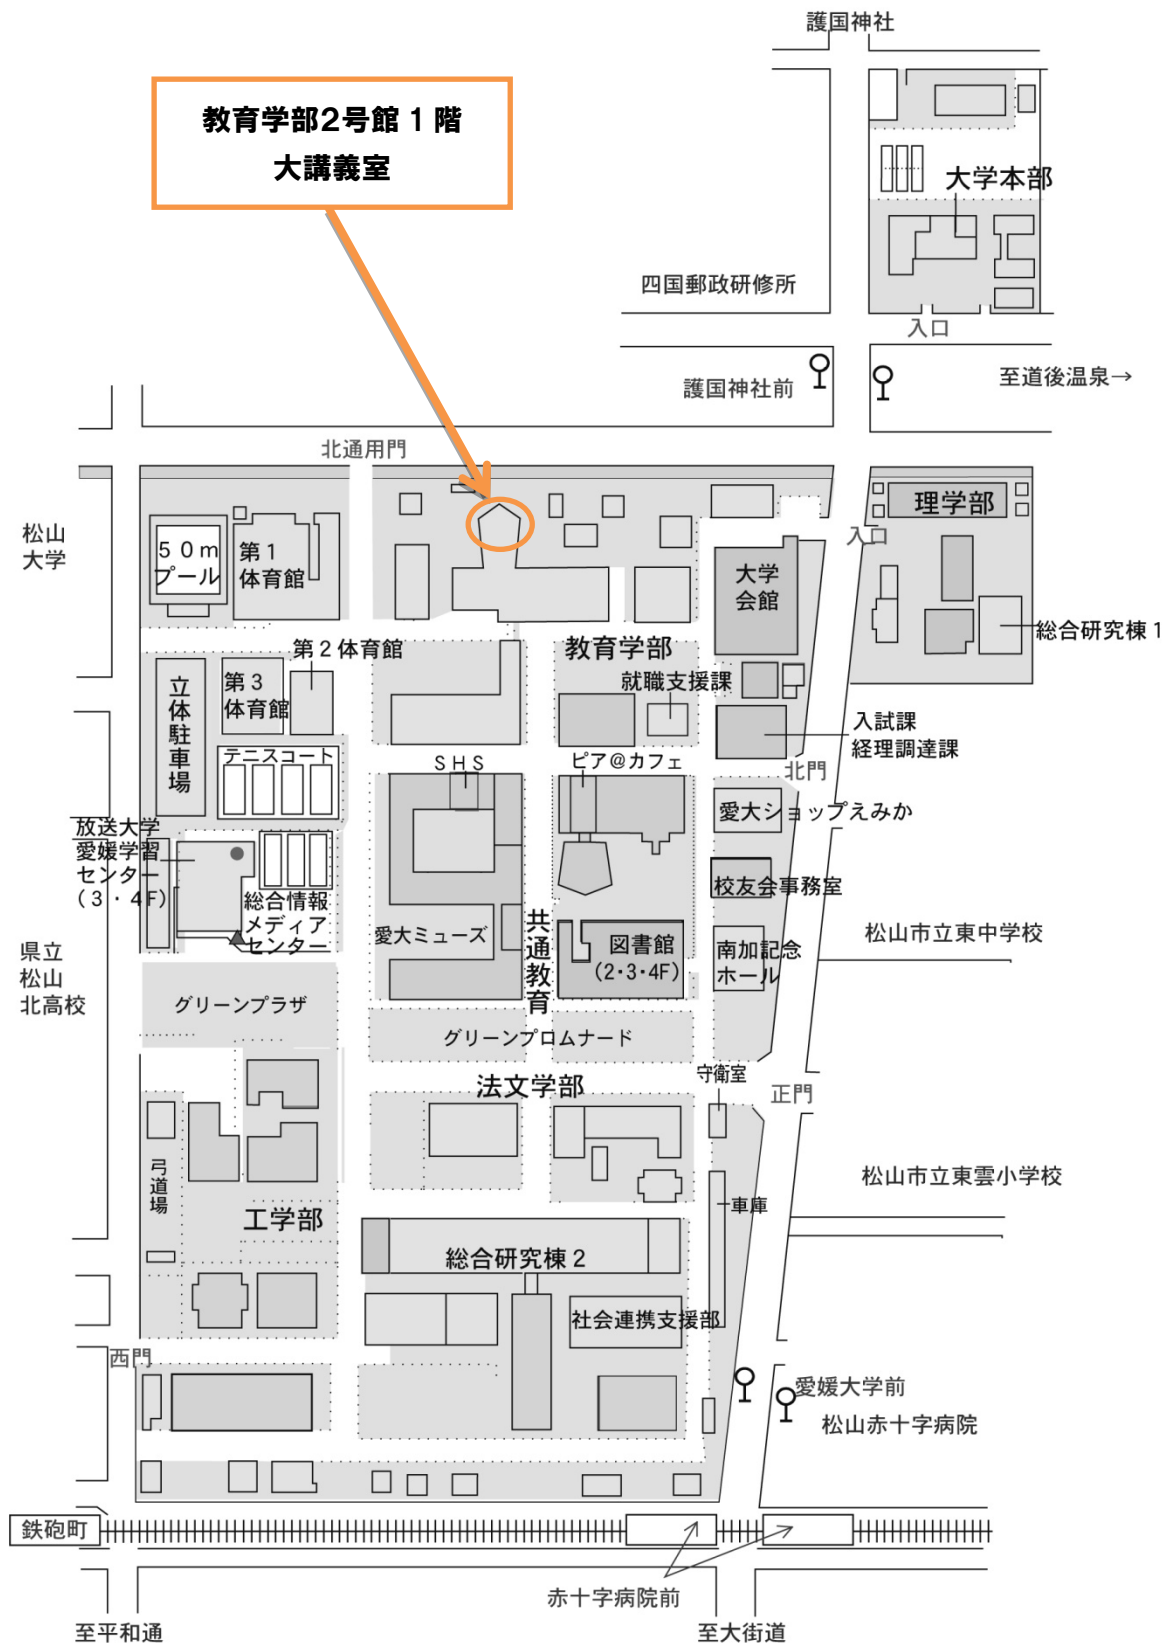 護国神社
教育学部2号館1階
大講義室
大学本部
四国郵政研修所
入口
護国神社前
至道後温泉→
北通用門
松山
大学
50m
プール
第1
体育館
理学部
入口
大学
会館
総合研究棟1
教育学部
第2体育館
就職支援課
第3
体育館
立体駐車場
入試課
経理調達課
テニスコート
SHS
ピア@カフェ
北門
愛大ショップえみか
放送大学
愛媛学習
センター
(3・4F)
校友会事務室
総合情報
メディア
センター
愛大ミューズ
共通教育
図書館
(2・3・4F)
南加記念
ホール
松山市立東中学校
県立
松山
北高校
グリーンプラザ
グリーンプロムナード
守衛室
法文学部
正門
弓道場
松山市立東雲小学校
車庫
工学部
総合研究棟2
社会連携支援部
西門
愛媛大学前
松山赤十字病院
鉄砲町
赤十字病院前
至平和通
至大街道